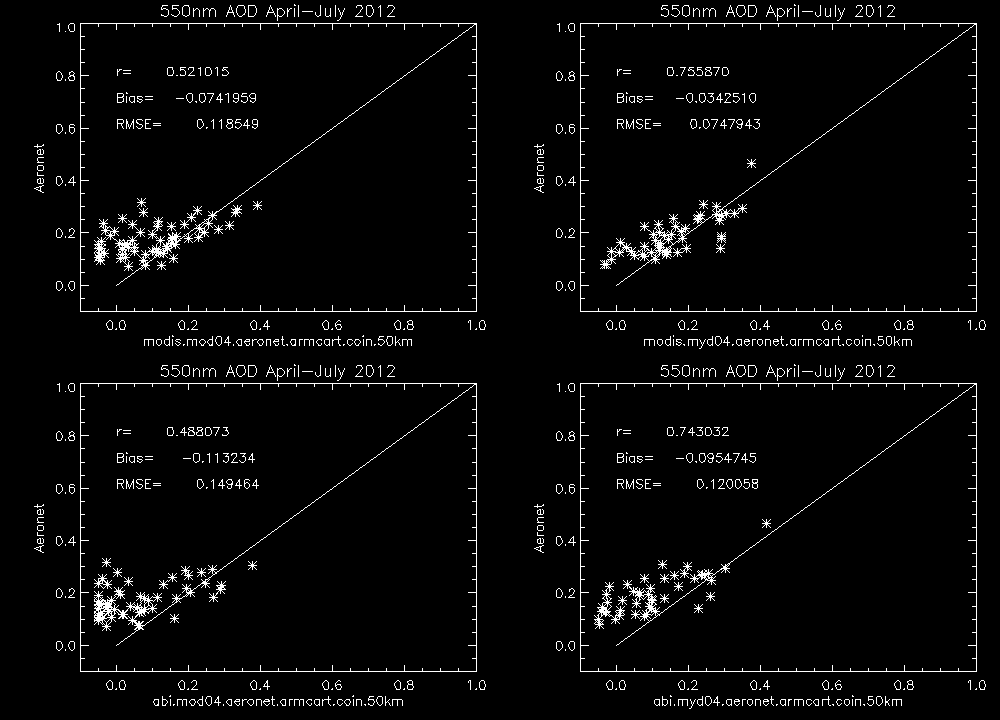 550nm AOD April-July 2012
1.0
0.8
0.6
0.4
0.2
0.0
Aeronet
r= 0.521015
Bias= -0.0741959
RMSE= 0.118549
0.0 0.2 0.4 0.6 0.8 1.0
modis.mod04.aeronet.armcart.coin.50km
550nm AOD April-July 2012
1.0
0.8
0.6
0.4
0.2
0.0
Aeronet
r= 0.755870
Bias= -0.0342510
RMSE= 0.0747943
0.0 0.2 0.4 0.6 0.8 1.0
modis.myd04.aeronet.armcart.coin.50km
550nm AOD April-July 2012
1.0
0.8
0.6
0.4
0.2
0.0
Aeronet
r= 0.488073
Bias= -0.113234
RMSE= 0.149464
0.0 0.2 0.4 0.6 0.8 1.0
abi.mod04.aeronet.armcart.coin.50km
550nm AOD April-July 2012
1.0
0.8
0.6
0.4
0.2
0.0
Aeronet
r= 0.743032
Bias= -0.0954745
RMSE= 0.120058
0.0 0.2 0.4 0.6 0.8 1.0
abi.myd04.aeronet.armcart.coin.50km